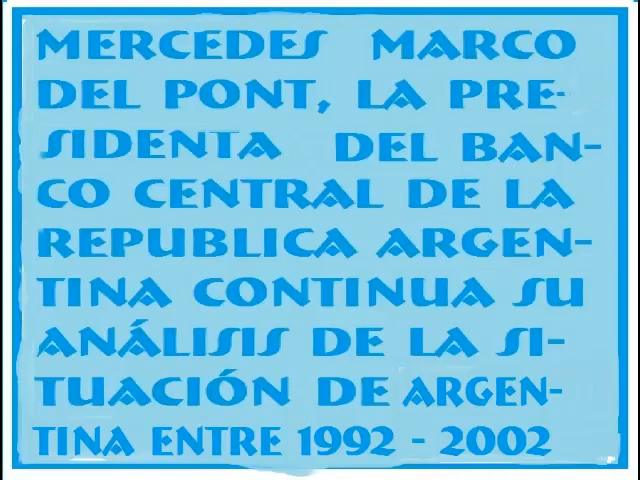 MERCEDES MARCO
DEL PONT, LA PRE-
SIDENTA DEL BAN-
CO CENTRAL DE LA
REPUBLICA ARGEN-
TINA CONTINUA SU
ANÁLISIS DE LA SI-
TUACIÓN DE ARGEN-
TINA ENTRE 1992 - 2002